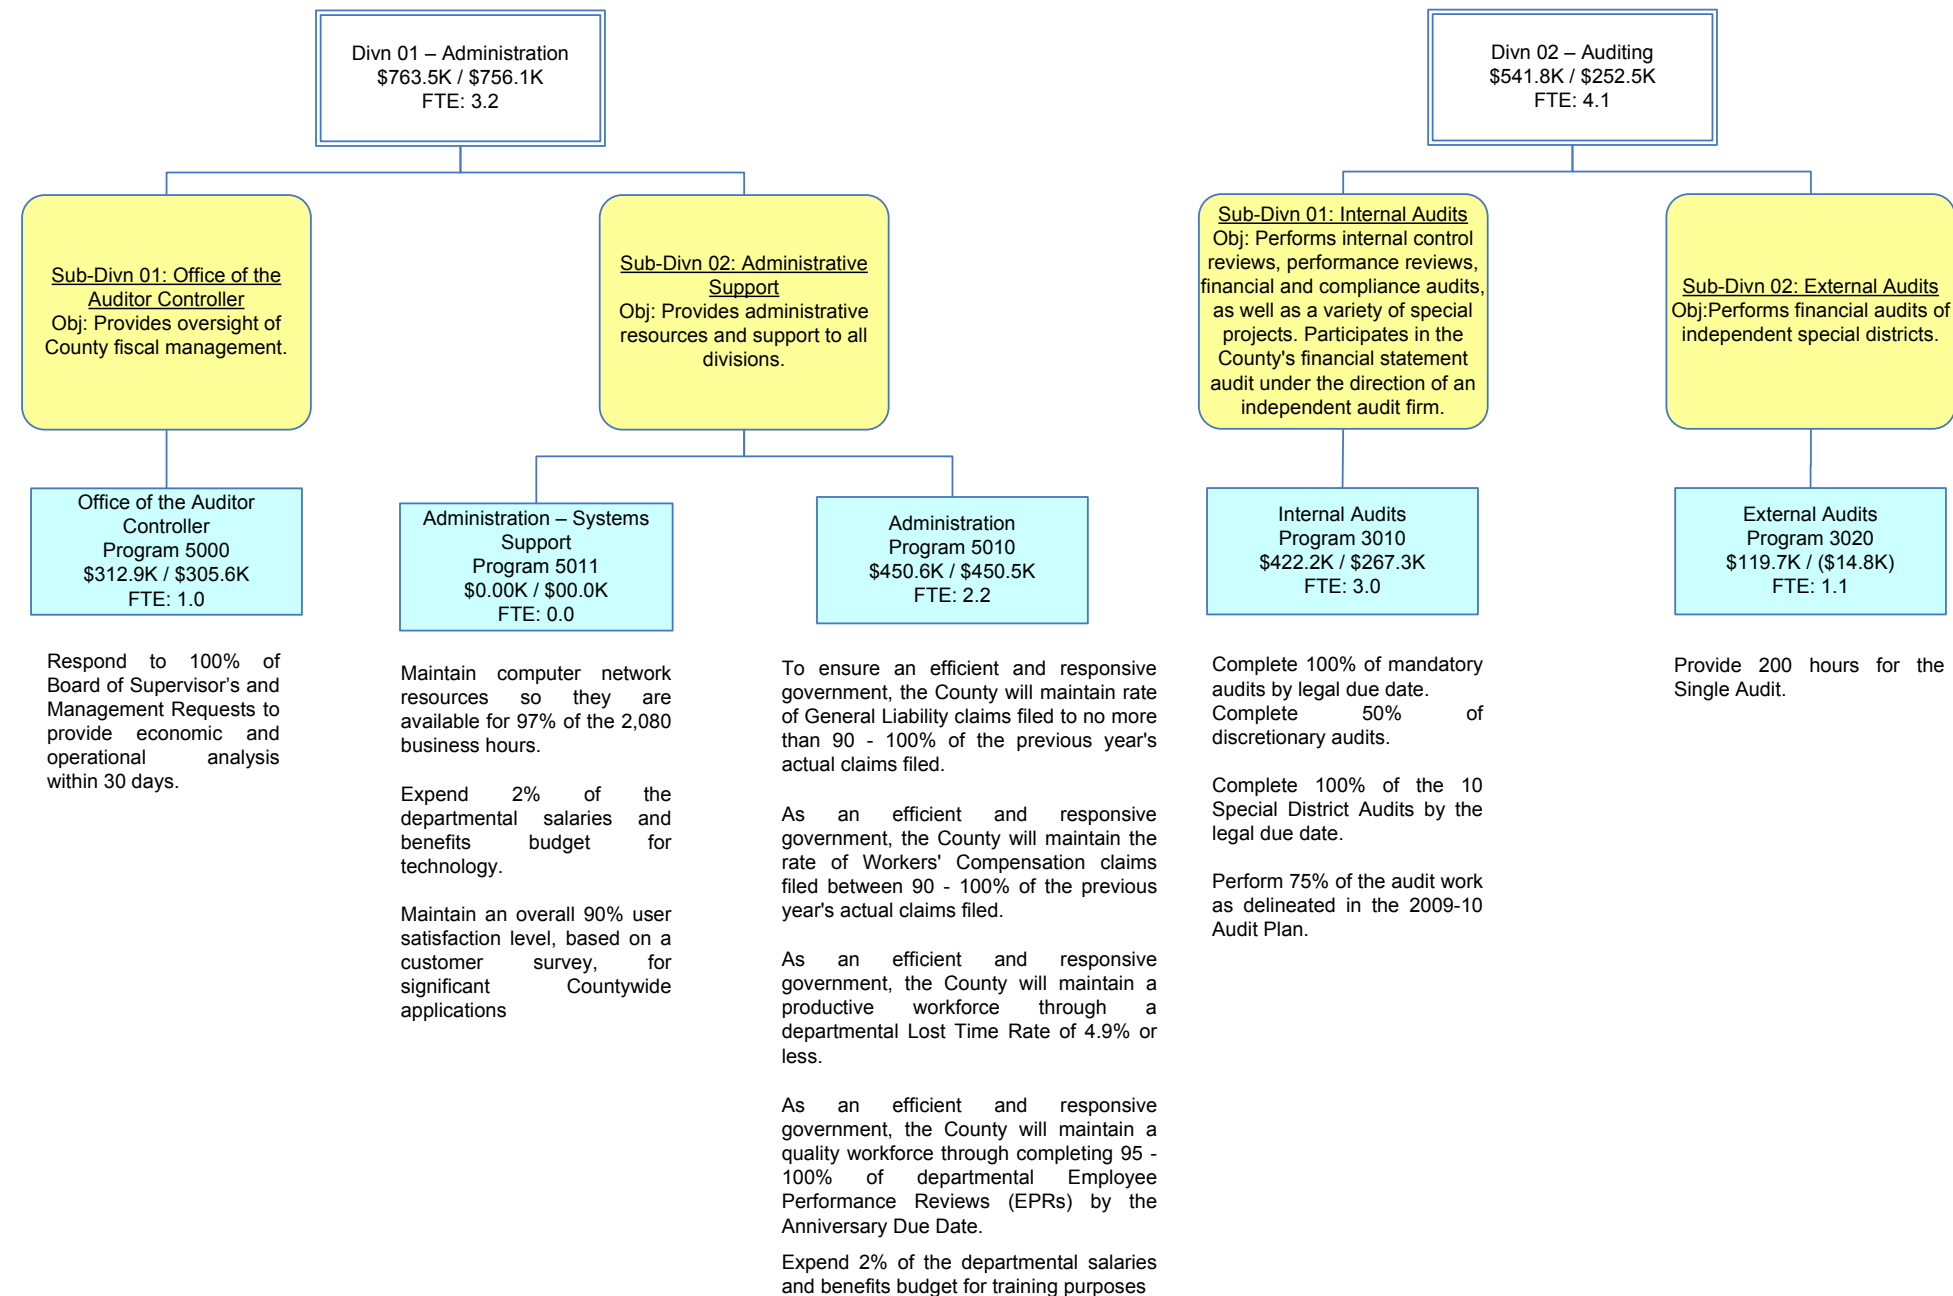 Divn 01 – Administration
$763.5K / $756.1K
FTE: 3.2
Divn 02 – Auditing
$541.8K / $252.5K
FTE: 4.1
Sub-Divn 01: Office of the
Auditor Controller
Obj: Provides oversight of
County fiscal management.
Sub-Divn 02: Administrative
Support
Obj: Provides administrative
resources and support to all
divisions.
Sub-Divn 01: Internal Audits
Obj: Performs internal control
reviews, performance reviews,
financial and compliance audits,
as well as a variety of special
projects. Participates in the
County's financial statement
audit under the direction of an
independent audit firm.
Sub-Divn 02: External Audits
Obj:Performs financial audits of
independent special districts.
Office of the Auditor
Controller
Program 5000
$312.9K / $305.6K
FTE: 1.0
Administration – Systems
Support
Program 5011
$0.00K / $00.0K
FTE: 0.0
Administration
Program 5010
$450.6K / $450.5K
FTE: 2.2
Internal Audits
Program 3010
$422.2K / $267.3K
FTE: 3.0
External Audits
Program 3020
$119.7K / ($14.8K)
FTE: 1.1
Respond to 100% of
Board of Supervisor's and
Management Requests to
provide economic and
operational analysis
within 30 days.
Maintain computer network
resources so they are
available for 97% of the 2,080
business hours.
Expend 2% of the
departmental salaries and
benefits budget for
technology.
Maintain an overall 90% user
satisfaction level, based on a
customer survey, for
significant Countywide
applications
To ensure an efficient and responsive
government, the County will maintain rate
of General Liability claims filed to no more
than 90 - 100% of the previous year's
actual claims filed.
As an efficient and responsive
government, the County will maintain the
rate of Workers' Compensation claims
filed between 90 - 100% of the previous
year's actual claims filed.
As an efficient and responsive
government, the County will maintain a
productive workforce through a
departmental Lost Time Rate of 4.9% or
less.
As an efficient and responsive
government, the County will maintain a
quality workforce through completing 95 -
100% of departmental Employee
Performance Reviews (EPRs) by the
Anniversary Due Date.
Expend 2% of the departmental salaries
and benefits budget for training purposes
Complete 100% of mandatory
audits by legal due date.
Complete 50% of
discretionary audits.
Complete 100% of the 10
Special District Audits by the
legal due date.
Perform 75% of the audit work
as delineated in the 2009-10
Audit Plan.
Provide 200 hours for the
Single Audit.